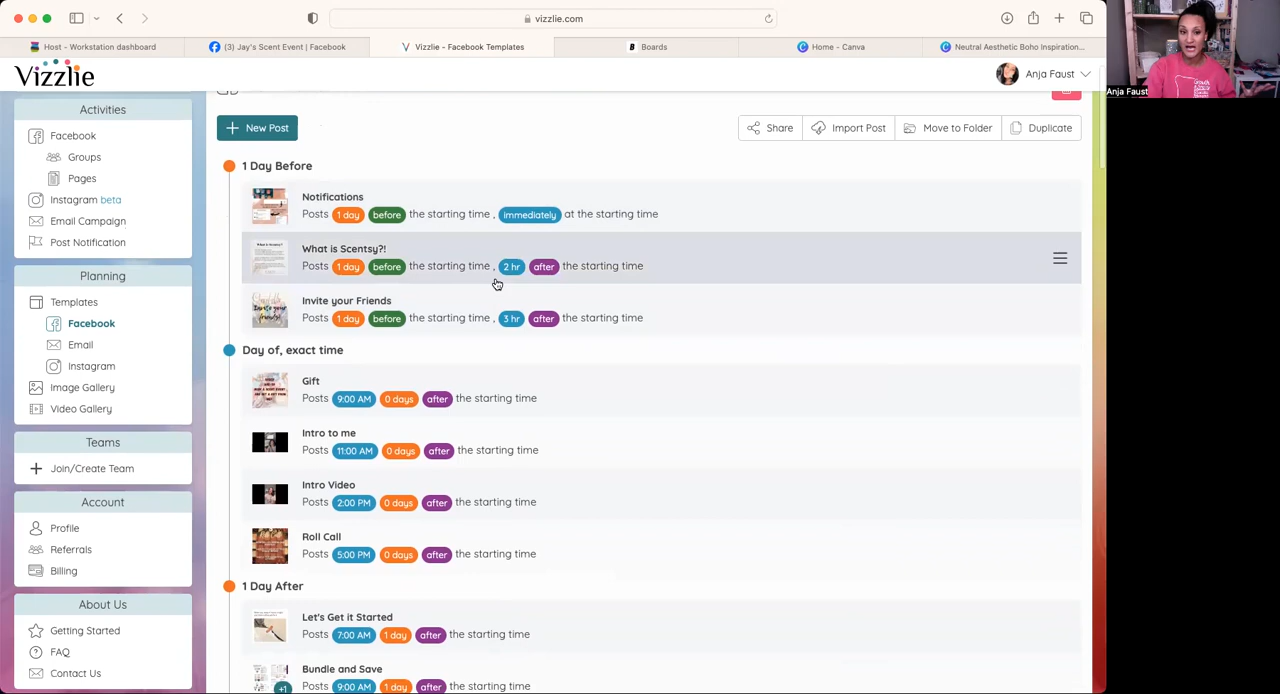 vizzlie.com
Host - Workstation dashboard
(3) Jay's Scent Event | Facebook
Vizzlie - Facebook Templates
Boards
Home - Canva
Neutral Aesthetic Boho Inspiration...
Vizzlie
Anja Faust
Anja Faust
Activities
Facebook
Groups
Pages
Instagram beta
Email Campaign
Post Notification
Planning
Templates
Facebook
Email
Instagram
Image Gallery
Video Gallery
Teams
Join/Create Team
Account
Profile
Referrals
Billing
About Us
Getting Started
FAQ
Contact Us
New Post
Share
Import Post
Move to Folder
Duplicate
1 Day Before
Notifications
Posts 1 day before the starting time , immediately at the starting time
What is Scentsy?!
Posts 1 day before the starting time , 2 hr after the starting time
Invite your Friends
Posts 1 day before the starting time , 3 hr after the starting time
Day of, exact time
Gift
Posts 9:00 AM 0 days after the starting time
Intro to me
Posts 11:00 AM 0 days after the starting time
Intro Video
Posts 2:00 PM 0 days after the starting time
Roll Call
Posts 5:00 PM 0 days after the starting time
1 Day After
Let's Get it Started
Posts 7:00 AM 1 day after the starting time
Bundle and Save
+1
Posts 9:00 AM 1 day after the starting time